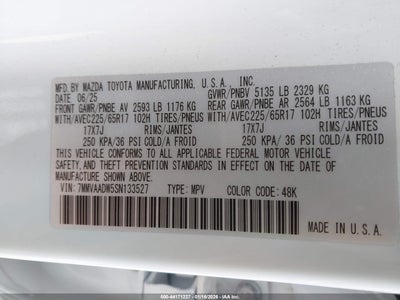 MFD. BY MAZDA TOYOTA MANUFACTURING, U.S.A., INC.
DATE 06/25 GVWR/PNBV 5135 LB 2329 KG
FRONT GAWR/PNBE AV 2593 LB 1176 KG REAR GAWR/PNBE AR 2564 LB 1163 KG
WITH/AVEC225/65R17 102H TIRES/PNEUS WITH/AVEC225/65R17 102H TIRES/PNEUS
17X7J RIMS/JANTES 17X7J RIMS/JANTES
250 KPA/ 36 PSI COLD/A FROID 250 KPA/ 36 PSI COLD/A FROID
THIS VEHICLE CONFORMS TO ALL APPLICABLE FEDERAL MOTOR VEHICLE
SAFETY, BUMPER, AND THEFT PREVENTION STANDARDS IN EFFECT
ON THE DATE OF MANUFACTURE SHOWN ABOVE.
VIN: 7MMVAADW5SN133527 TYPE: MPV COLOR CODE: 48K
MADE IN U.S.A.